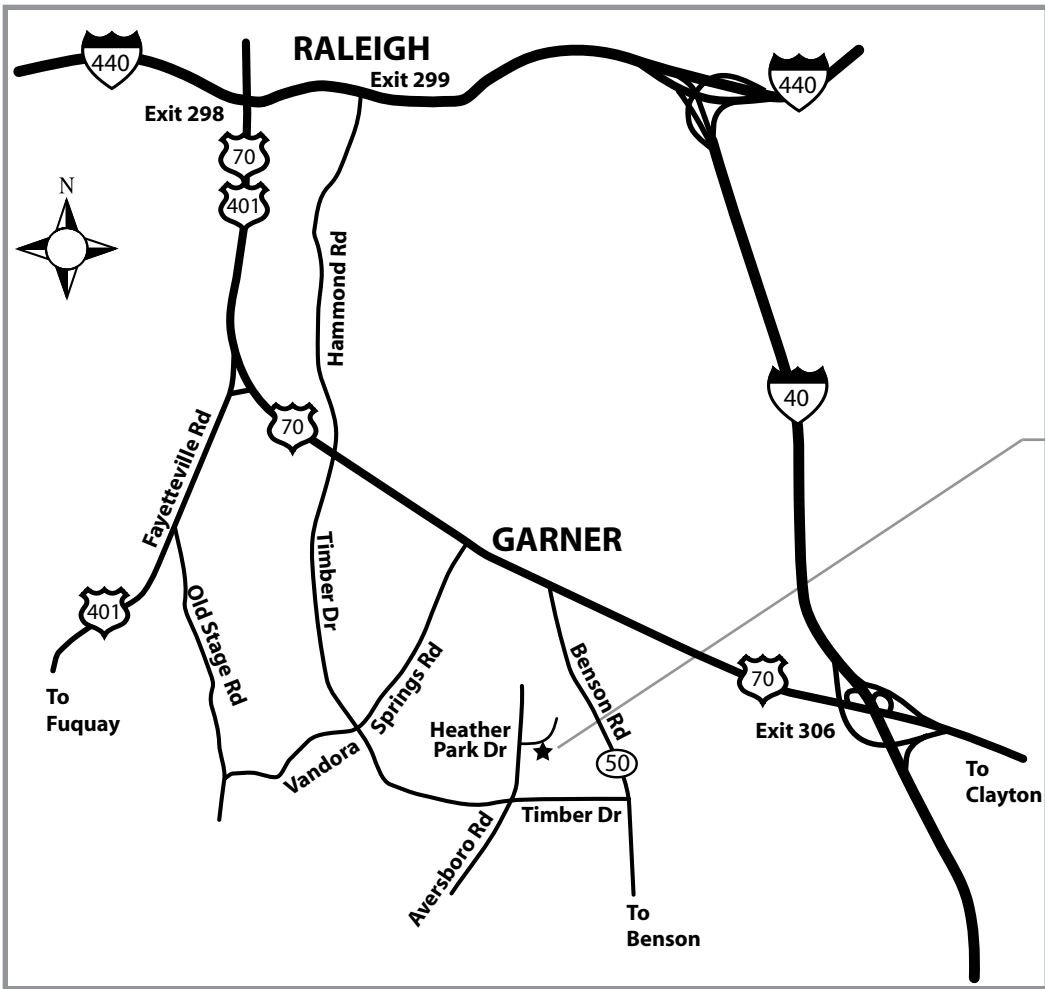 RALEIGH
440
Exit 299
440
Exit 298
70
N
401
Hammond Rd
40
70
Fayetteville Rd
GARNER
Timber Dr
401
Old Stage Rd
Benson Rd
Springs Rd
70
To
Fuquay
Heather
Park Dr
Exit 306
Vandora
50
To
Clayton
Timber Dr
Aversboro Rd
To
Benson